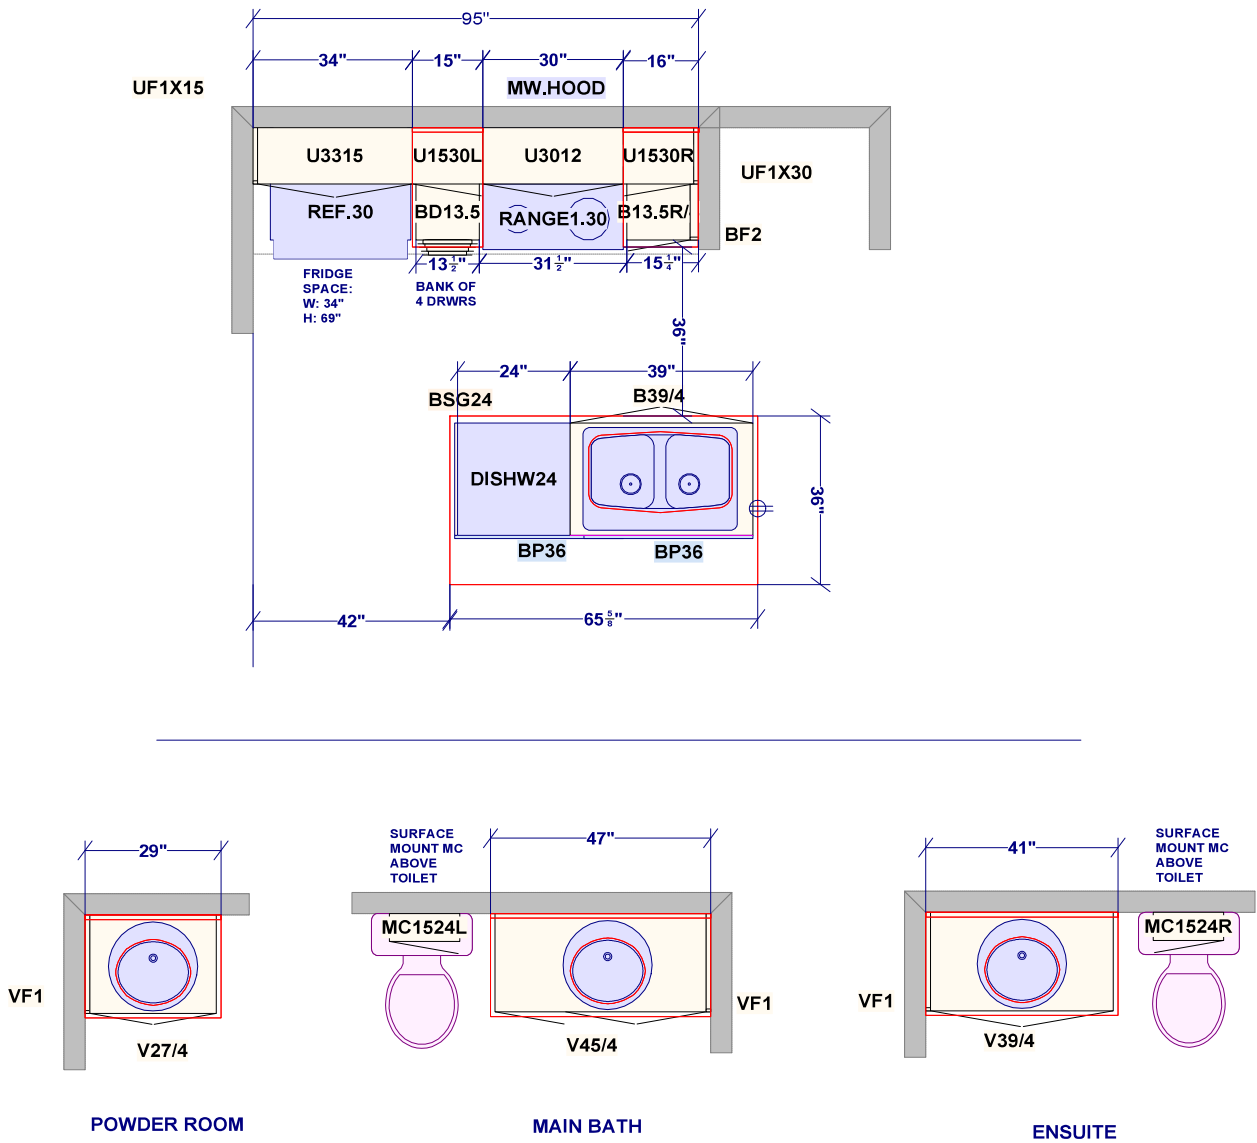 95"
34" 15" 30" 16"
UF1X15
MW.HOOD
U3315 U1530L U3012 U1530R
UF1X30
REF.30 BD13.5 RANGE1.30 B13.5R/
BF2
13 1/2" 31 1/2" 15 1/4"
FRIDGE
SPACE:
W: 34"
H: 69"
BANK OF
4 DRWRS
36"
24" 39"
BSG24 B39/4
DISHW24
36"
BP36 BP36
42" 65 5/8"
29"
VF1
V27/4
POWDER ROOM
SURFACE
MOUNT MC
ABOVE
TOILET
47"
MC1524L
VF1
V45/4
MAIN BATH
41"
SURFACE
MOUNT MC
ABOVE
TOILET
MC1524R
VF1
V39/4
ENSUITE